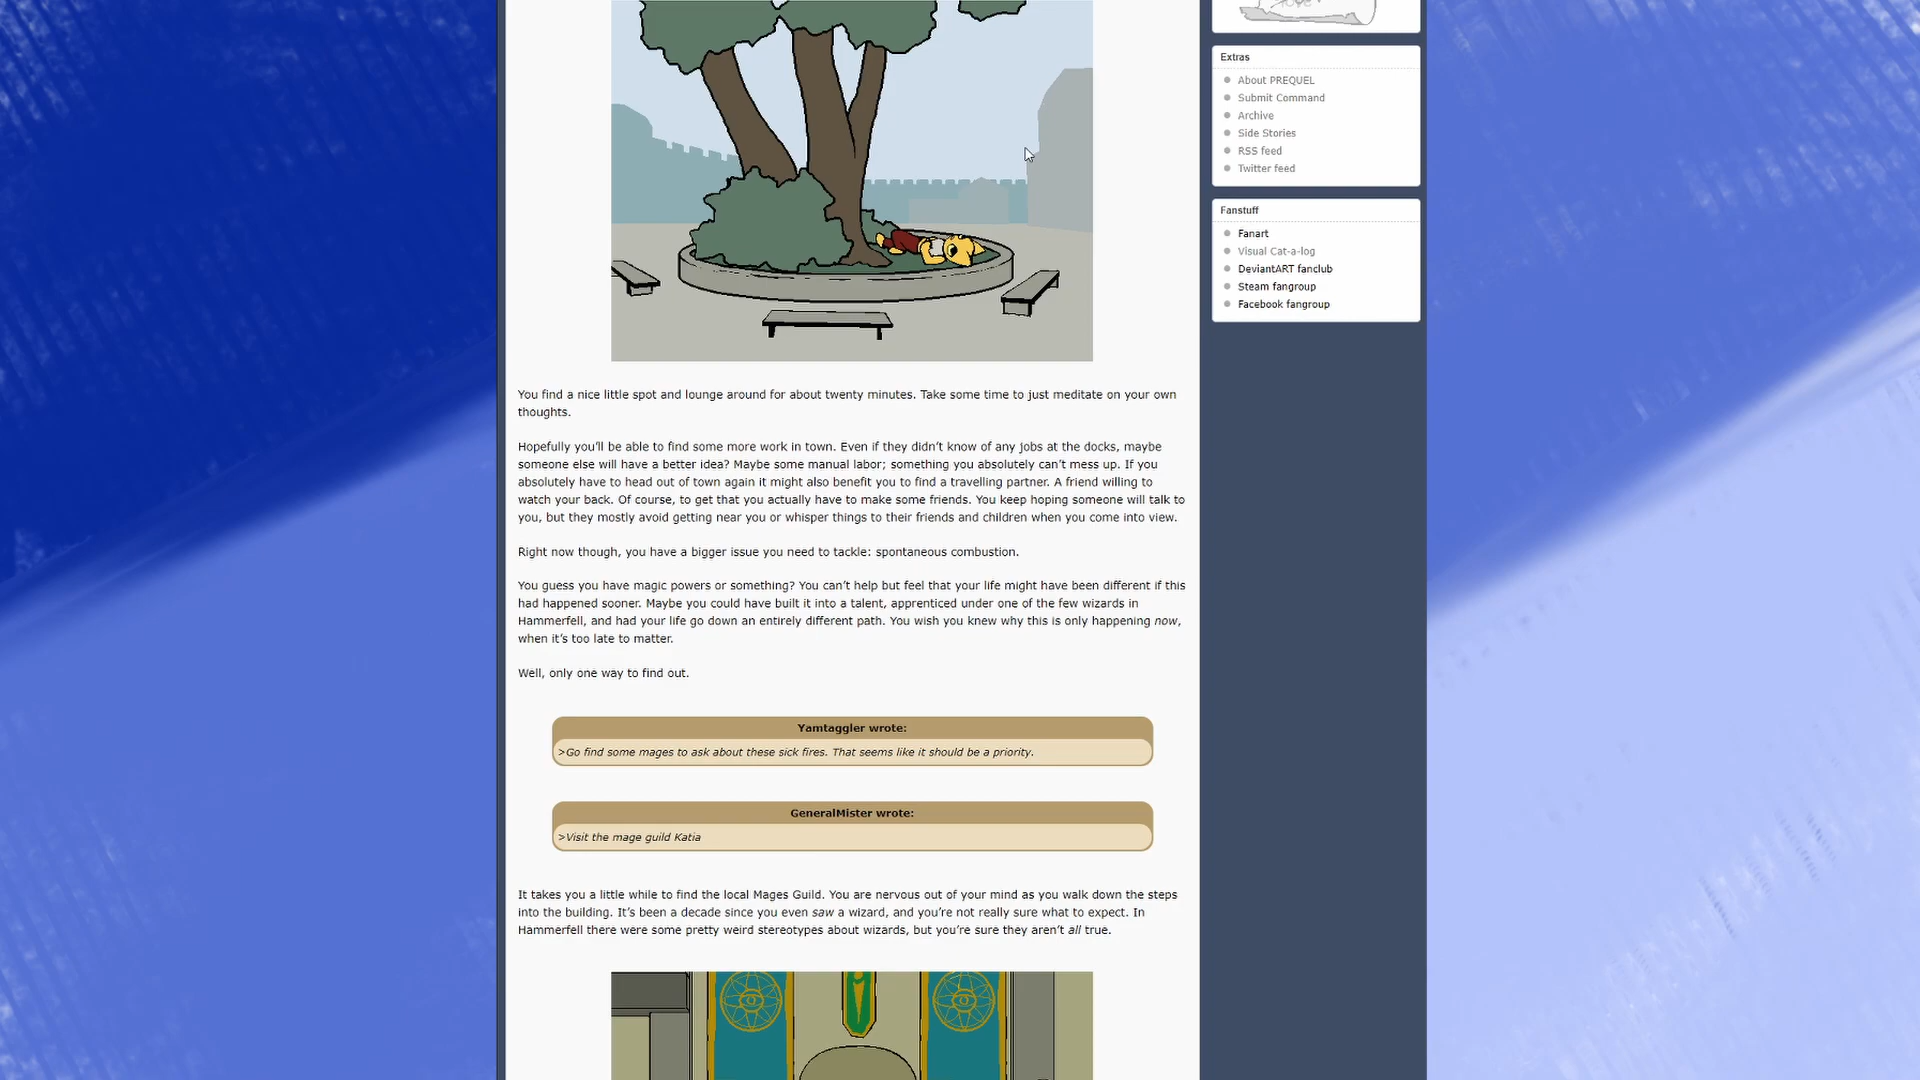 You find a nice little spot and lounge around for about twenty minutes. Take some time to just meditate on your own
thoughts.
Hopefully you'll be able to find some more work in town. Even if they didn't know of any jobs at the docks, maybe
someone else will have a better idea? Maybe some manual labor; something you absolutely can't mess up. If you
absolutely have to head out of town again it might also benefit you to find a travelling partner. A friend willing to
watch your back. Of course, to get that you actually have to make some friends. You keep hoping someone will talk to
you, but they mostly avoid getting near you or whisper things to their friends and children when you come into view.
Right now though, you have a bigger issue you need to tackle: spontaneous combustion.
You guess you have magic powers or something? You can't help but feel that your life might have been different if this
had happened sooner. Maybe you could have built it into a talent, apprenticed under one of the few wizards in
Hammerfell, and had your life go down an entirely different path. You wish you knew why this is only happening now,
when it's too late to matter.
Well, only one way to find out.
Yamtaggler wrote:
>Go find some mages to ask about these sick fires. That seems like it should be a priority.
GeneralMister wrote:
>Visit the mage guild Katia
It takes you a little while to find the local Mages Guild. You are nervous out of your mind as you walk down the steps
into the building. It's been a decade since you even saw a wizard, and you're not really sure what to expect. In
Hammerfell there were some pretty weird stereotypes about wizards, but you're sure they aren't all true.
Extras
About PREQUEL
Submit Command
Archive
Side Stories
RSS feed
Twitter feed
Fanstuff
Fanart
Visual Cat-a-log
DeviantART fanclub
Steam fangroup
Facebook fangroup